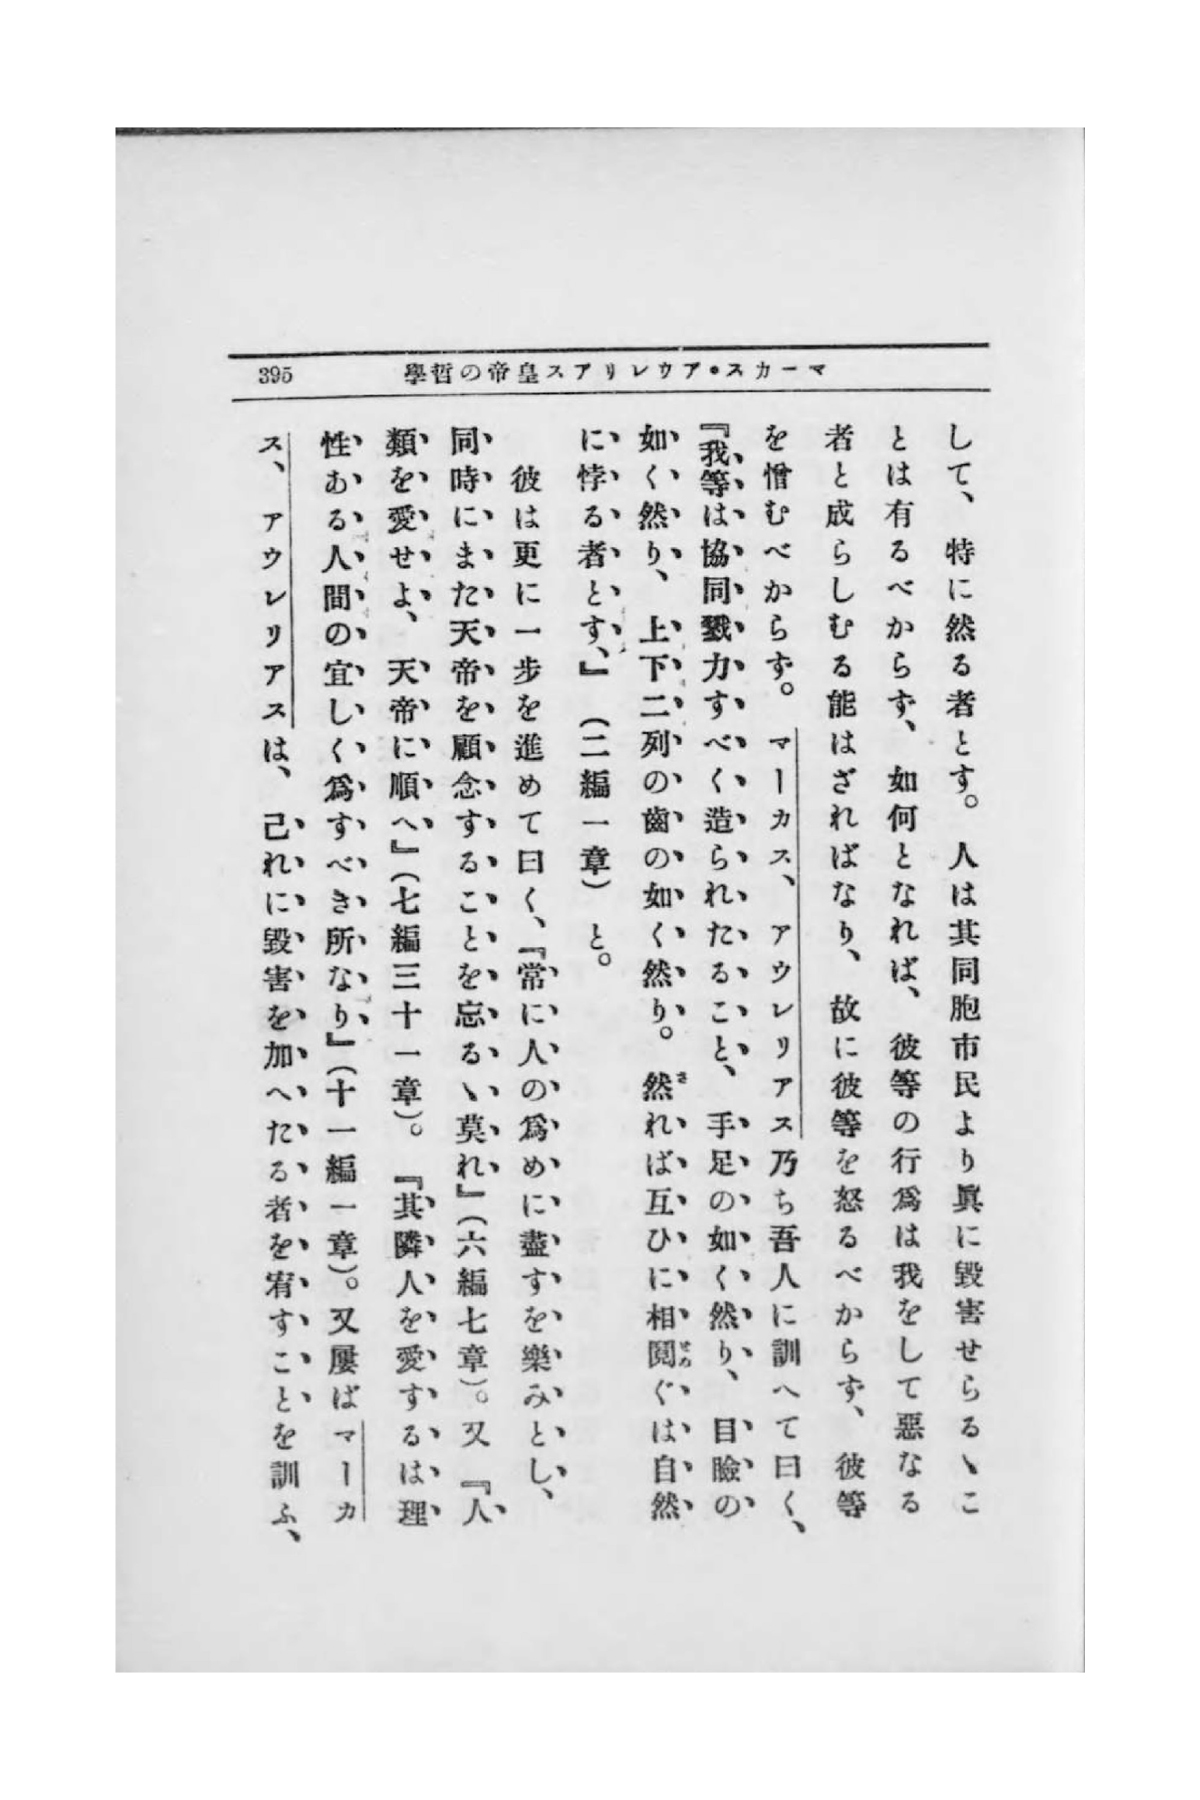 マーカス・アウレリアス皇帝の哲學
395
して、特に然る者とす。人は其同胞市民より眞に毀害せらるゝこ
とは有るべからず、如何となれば、彼等の行爲は我をして惡なる
者と成らしむる能はざればなり、故に彼等を怒るべからず、彼等
を憎むべからず。マーカス、アウレリアス乃ち吾人に訓へて曰く、
『我等は協同戮力すべく造られたること、手足の如く然り、目瞼の
如く然り、上下二列の齒の如く然り。然れば互ひに相鬩ぐは自然
に悖る者とす、』(二編一章)と。
彼は更に一步を進めて曰く、『常に人の爲めに盡すを樂みとし、
同時にまた天帝を顧念することを忘るゝ莫れ』(六編七章)。又『人
類を愛せよ、天帝に順へ』(七編三十一章)。『其隣人を愛するは理
性ある人間の宜しく爲すべき所なり』(十一編一章)。又屢ばマーカ
ス、アウレリアスは、己れに毀害を加へたる者を宥すことを訓ふ、